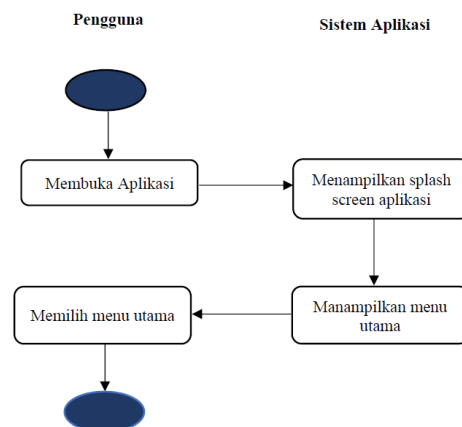 Pengguna
Sistem Aplikasi
Membuka Aplikasi
Menampilkan splash
screen aplikasi
Memilih menu utama
Manampilkan menu
utama